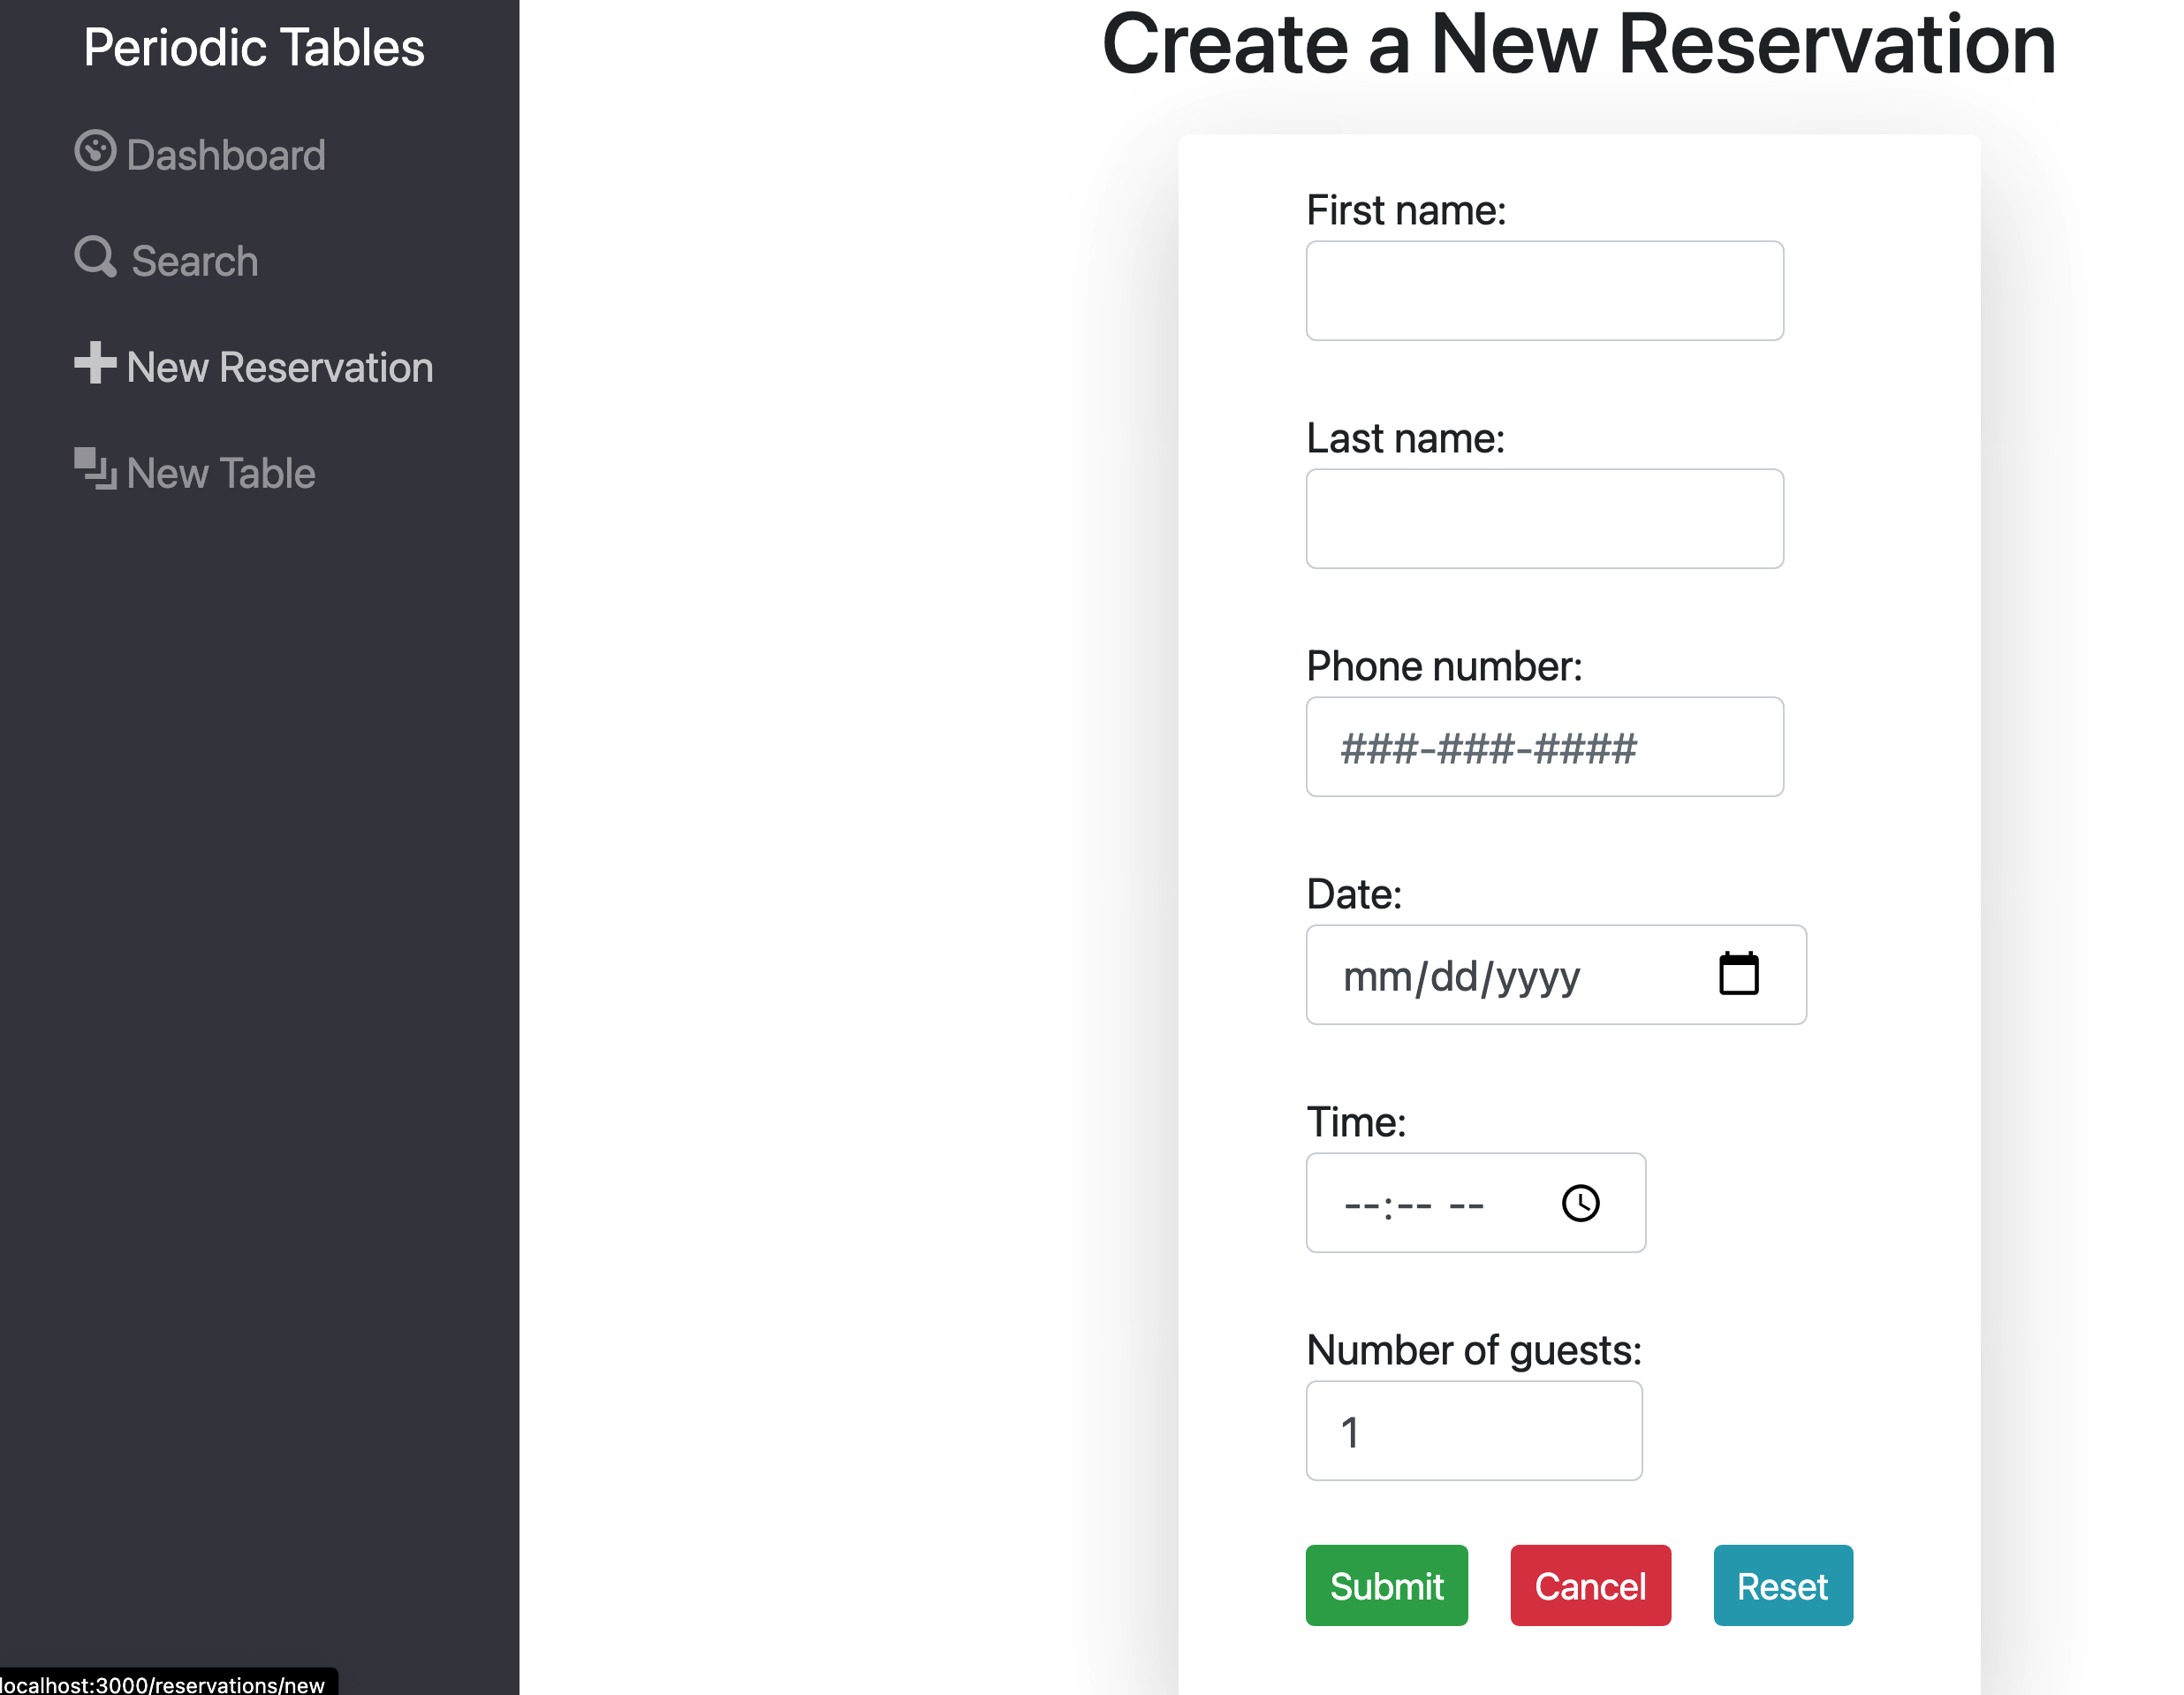 Periodic Tables
Dashboard
Search
New Reservation
New Table
Create a New Reservation
First name:
Last name:
Phone number:
###-###-####
Date:
mm/dd/yyyy
Time:
--:-- --
Number of guests:
1
Submit Cancel Reset
localhost:3000/reservations/new